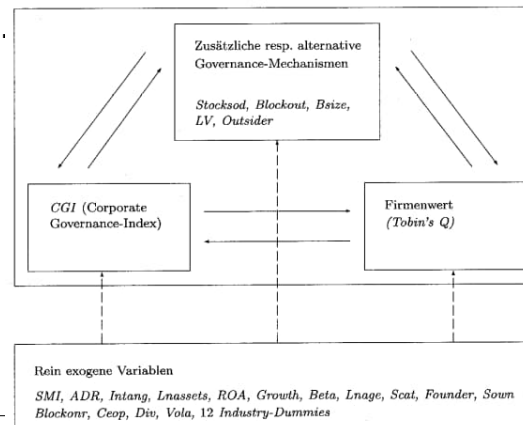 Zusätzliche resp. alternative
Governance-Mechanismen
Stocksod, Blockout, Bsize,
LV, Outsider
CGI (Corporate
Governance-Index)
Firmenwert
(Tobin's Q)
Rein exogene Variablen
SMI, ADR, Intang, Lnassets, ROA, Growth, Beta, Lnage, Scat, Founder, Sown
Blockonr, Ceop, Div, Vola, 12 Industry-Dummies